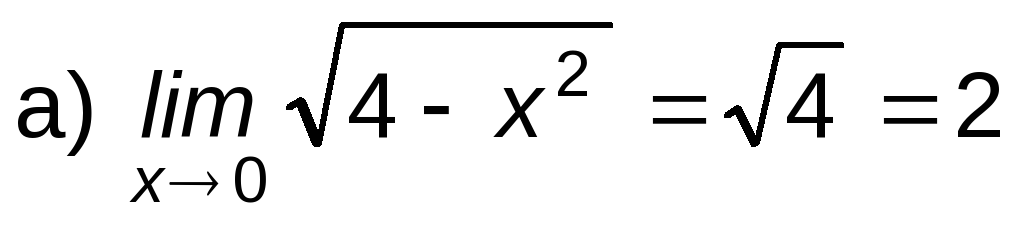 a) lim √4 - x² = √4 = 2
x→0